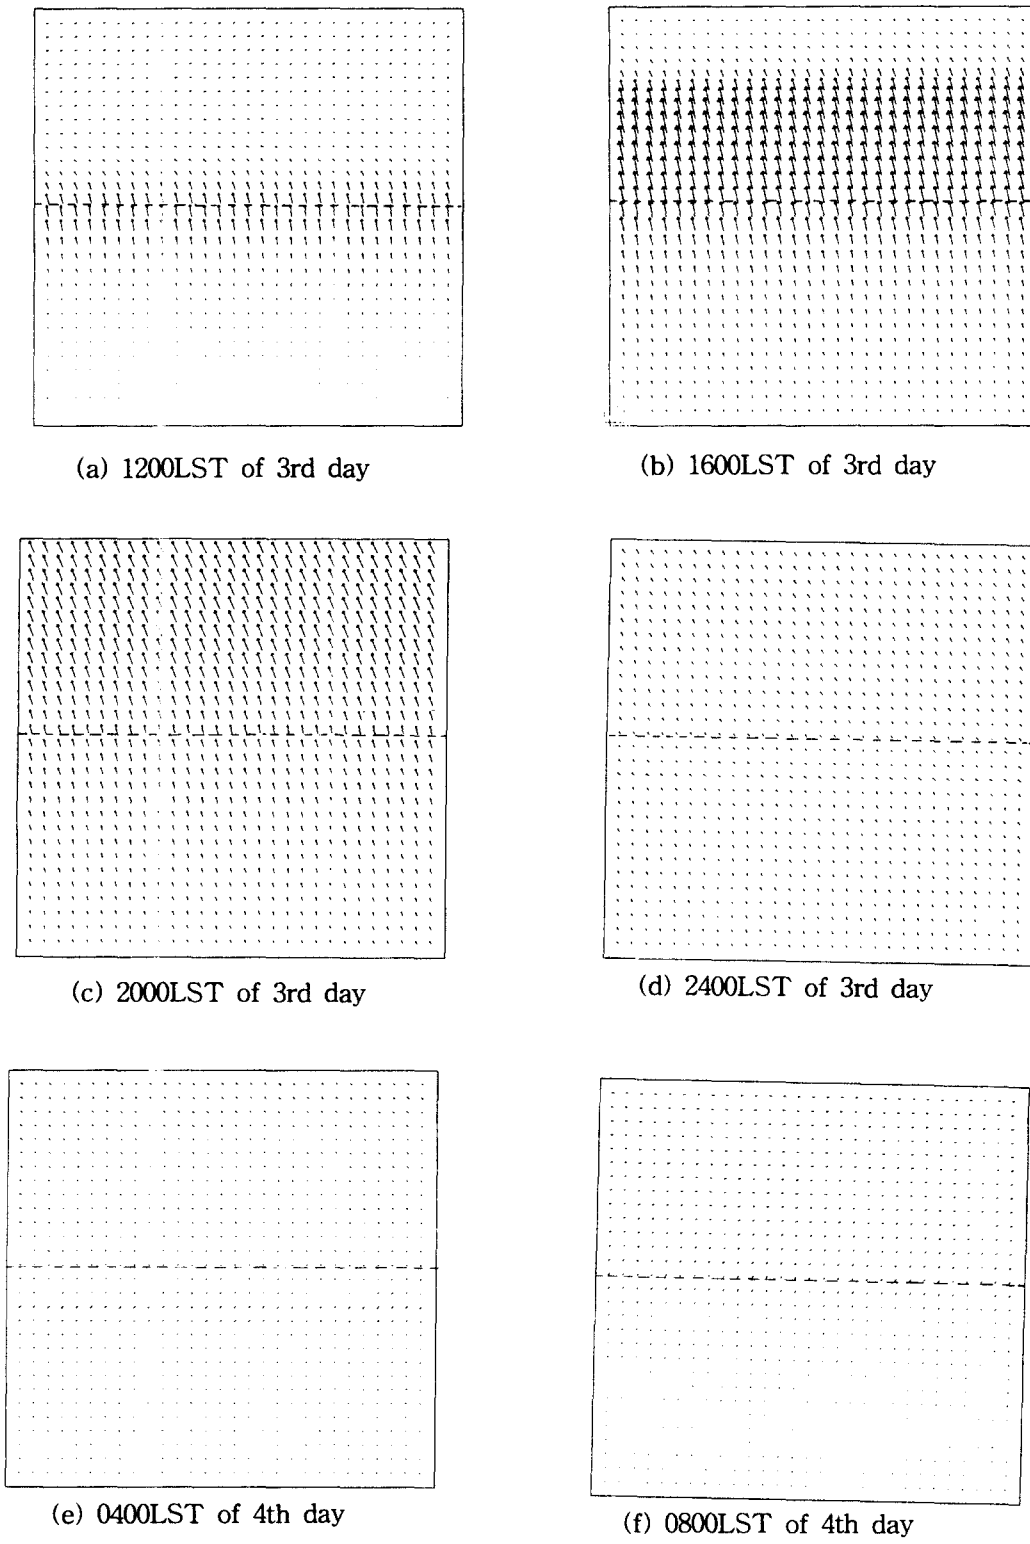 (a) 1200LST of 3rd day
(b) 1600LST of 3rd day
(c) 2000LST of 3rd day
(d) 2400LST of 3rd day
(e) 0400LST of 4th day
(f) 0800LST of 4th day